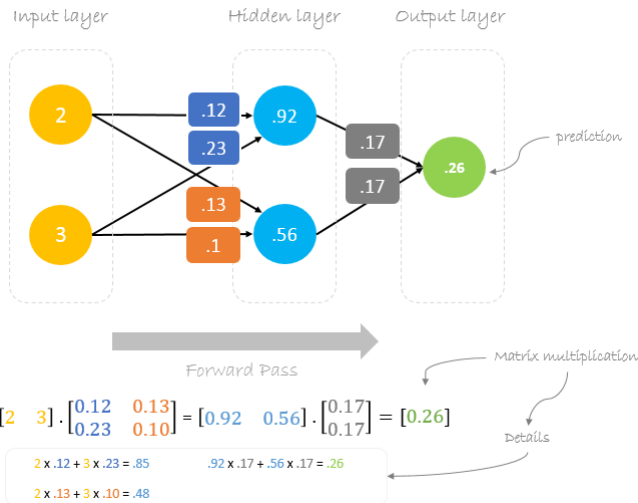 Input layer
Hidden layer
Output layer
2
.12
.92
.23
.17
prediction
.26
.17
3
.13
.56
.1
Forward Pass
Matrix multiplication
[2 3] . [0.12 0.13 = [0.92 0.56] . [0.17 = [0.26]
0.23 0.10] 0.17]
Details
2 x .12 + 3 x .23 = .85 .92 x .17 + .56 x .17 = .26
2 x .13 + 3 x .10 = .48